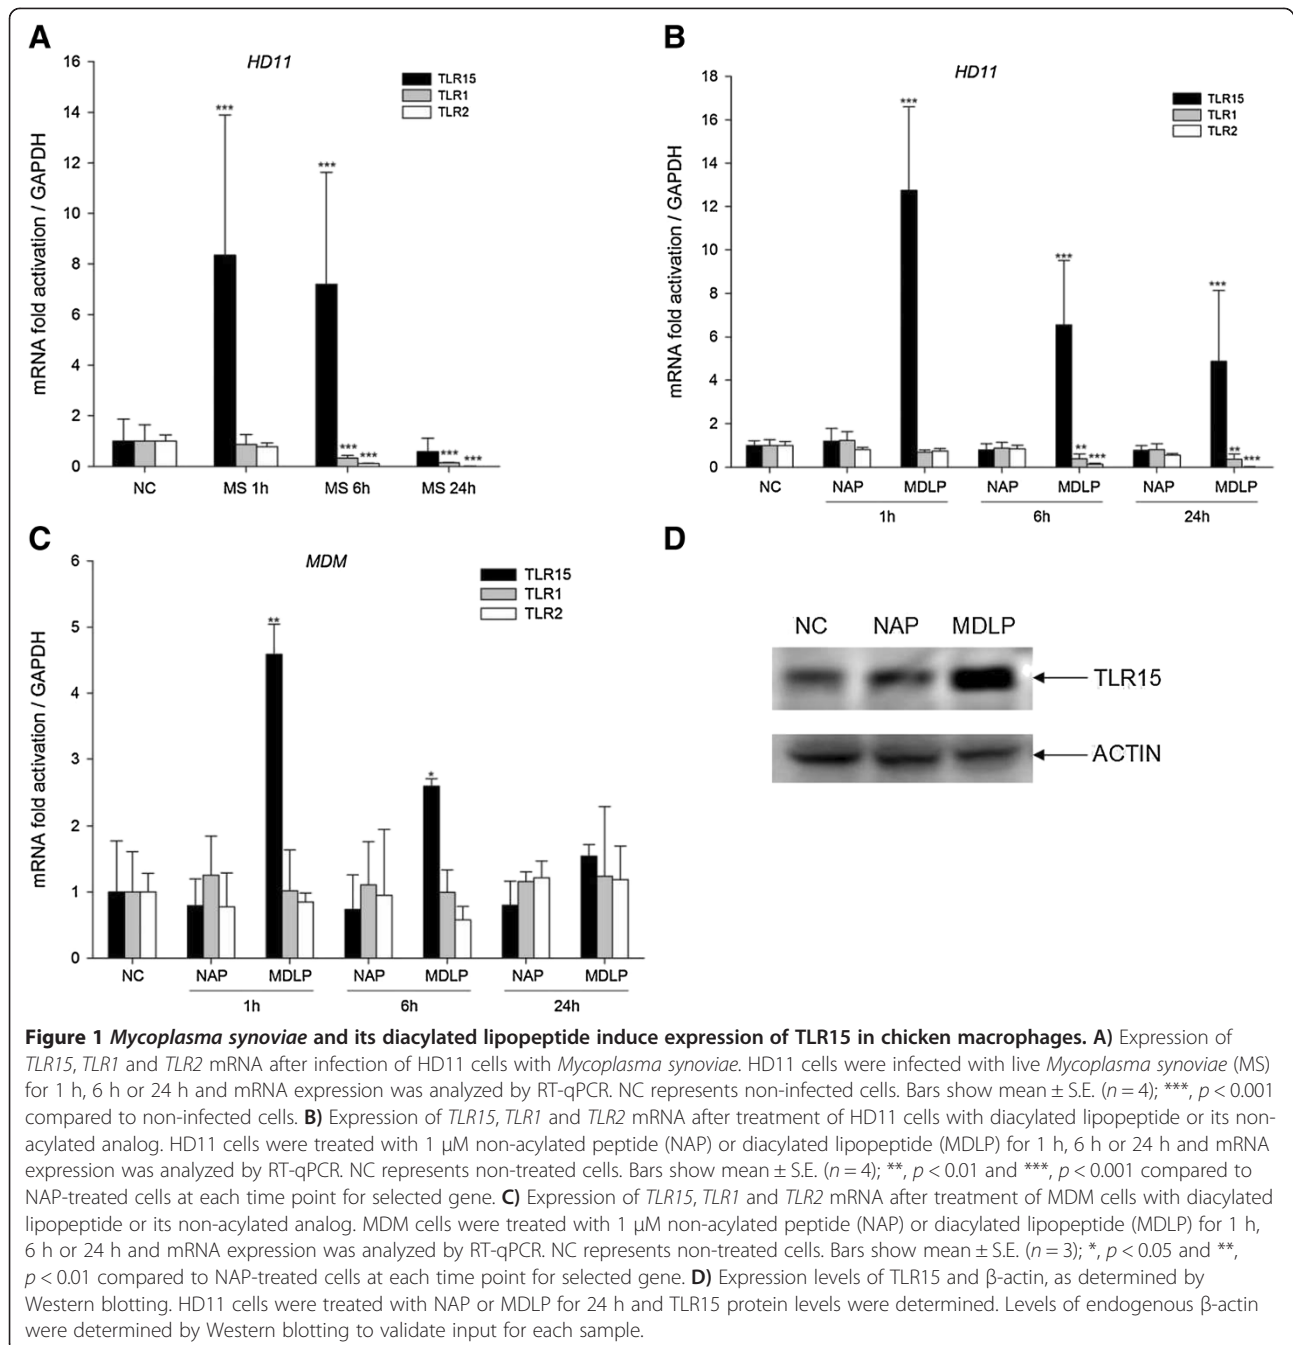 A
HD11
TLR15
TLR1
TLR2
mRNA fold activation / GAPDH
16
14
12
10
8
6
4
2
0
***
***
***
***
***
***
NC
MS 1h
MS 6h
MS 24h
B
HD11
TLR15
TLR1
TLR2
mRNA fold activation / GAPDH
18
16
14
12
10
8
6
4
2
0
***
***
**
***
***
**
***
NC
NAP
MDLP
NAP
MDLP
NAP
MDLP
1h
6h
24h
C
MDM
TLR15
TLR1
TLR2
mRNA fold activation / GAPDH
6
5
4
3
2
1
0
**
*
NC
NAP
MDLP
NAP
MDLP
NAP
MDLP
1h
6h
24h
D
NC NAP MDLP
TLR15
ACTIN
Figure 1 Mycoplasma synoviae and its diacylated lipopeptide induce expression of TLR15 in chicken macrophages. A) Expression of
TLR15, TLR1 and TLR2 mRNA after infection of HD11 cells with Mycoplasma synoviae. HD11 cells were infected with live Mycoplasma synoviae (MS)
for 1 h, 6 h or 24 h and mRNA expression was analyzed by RT-qPCR. NC represents non-infected cells. Bars show mean ± S.E. (n = 4); ***, p < 0.001
compared to non-infected cells. B) Expression of TLR15, TLR1 and TLR2 mRNA after treatment of HD11 cells with diacylated lipopeptide or its non-
acylated analog. HD11 cells were treated with 1 μM non-acylated peptide (NAP) or diacylated lipopeptide (MDLP) for 1 h, 6 h or 24 h and mRNA
expression was analyzed by RT-qPCR. NC represents non-treated cells. Bars show mean ± S.E. (n = 4); **, p < 0.01 and ***, p < 0.001 compared to
NAP-treated cells at each time point for selected gene. C) Expression of TLR15, TLR1 and TLR2 mRNA after treatment of MDM cells with diacylated
lipopeptide or its non-acylated analog. MDM cells were treated with 1 μM non-acylated peptide (NAP) or diacylated lipopeptide (MDLP) for 1 h,
6 h or 24 h and mRNA expression was analyzed by RT-qPCR. NC represents non-treated cells. Bars show mean ± S.E. (n = 3); *, p < 0.05 and **,
p < 0.01 compared to NAP-treated cells at each time point for selected gene. D) Expression levels of TLR15 and β-actin, as determined by
Western blotting. HD11 cells were treated with NAP or MDLP for 24 h and TLR15 protein levels were determined. Levels of endogenous β-actin
were determined by Western blotting to validate input for each sample.